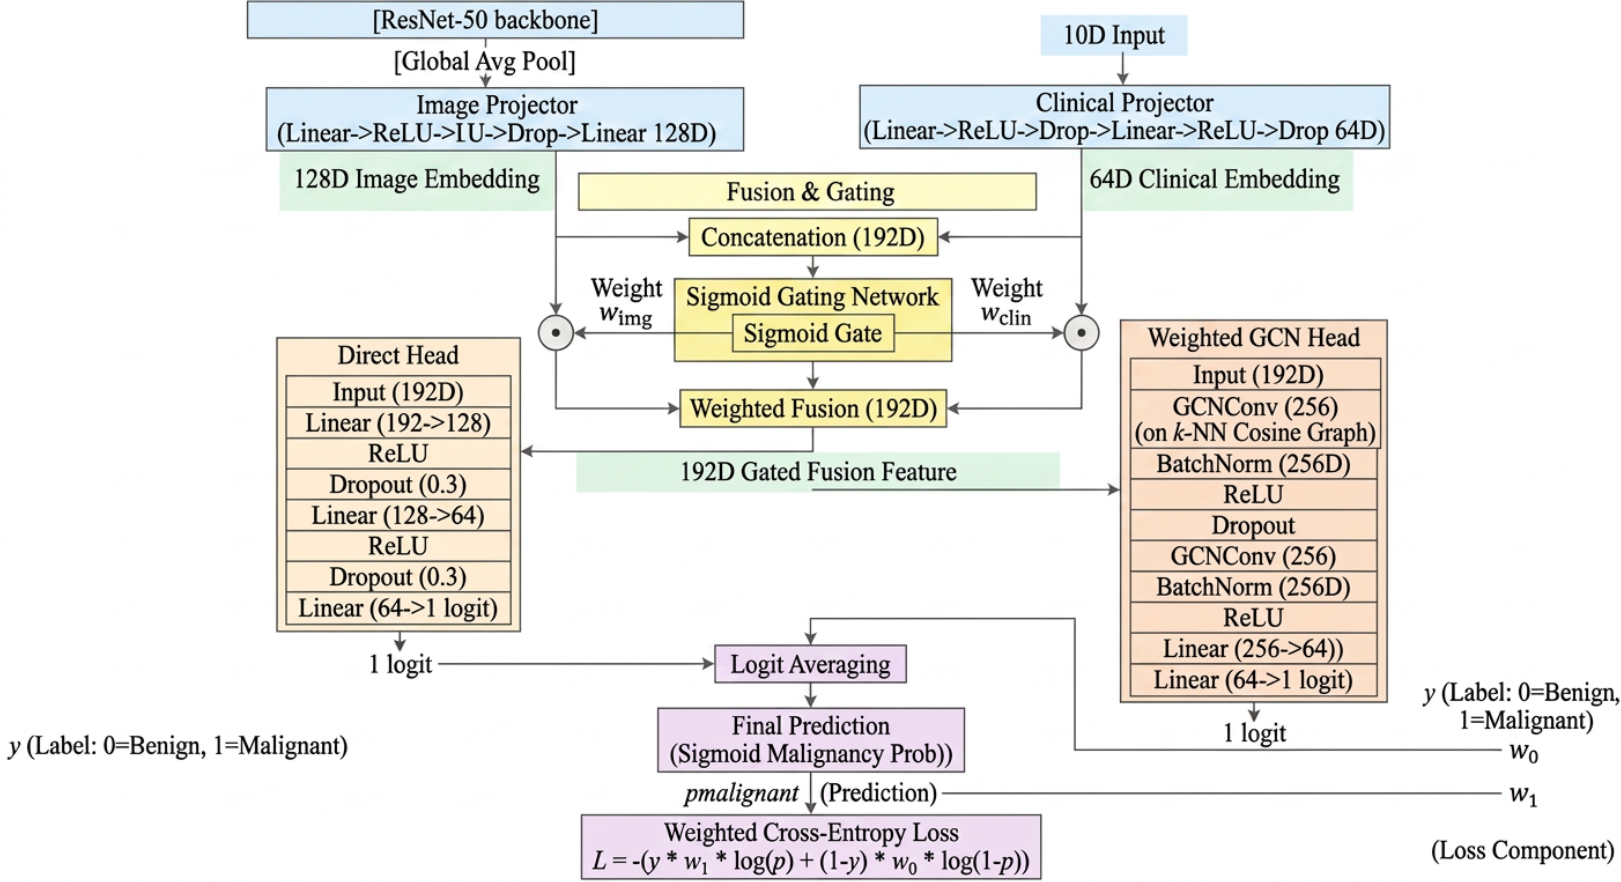 [ResNet-50 backbone]
[Global Avg Pool]
Image Projector
(Linear->ReLU->IU->Drop->Linear 128D)
128D Image Embedding
10D Input
Clinical Projector
(Linear->ReLU->Drop->Linear->ReLU->Drop 64D)
64D Clinical Embedding
Fusion & Gating
Concatenation (192D)
Sigmoid Gating Network
Sigmoid Gate
Weight
w_img
Weight
w_clin
Weighted Fusion (192D)
192D Gated Fusion Feature
Direct Head
Input (192D)
Linear (192->128)
ReLU
Dropout (0.3)
Linear (128->64)
ReLU
Dropout (0.3)
Linear (64->1 logit)
1 logit
Weighted GCN Head
Input (192D)
GCNConv (256)
(on k-NN Cosine Graph)
BatchNorm (256D)
ReLU
Dropout
GCNConv (256)
BatchNorm (256D)
ReLU
Linear (256->64))
Linear (64->1 logit)
1 logit
Logit Averaging
Final Prediction
(Sigmoid Malignancy Prob))
pmalignant (Prediction)
Weighted Cross-Entropy Loss
L = -(y * w₁ * log(p) + (1-y) * w₀ * log(1-p))
y (Label: 0=Benign, 1=Malignant)
y (Label: 0=Benign,
1=Malignant)
w₀
w₁
(Loss Component)